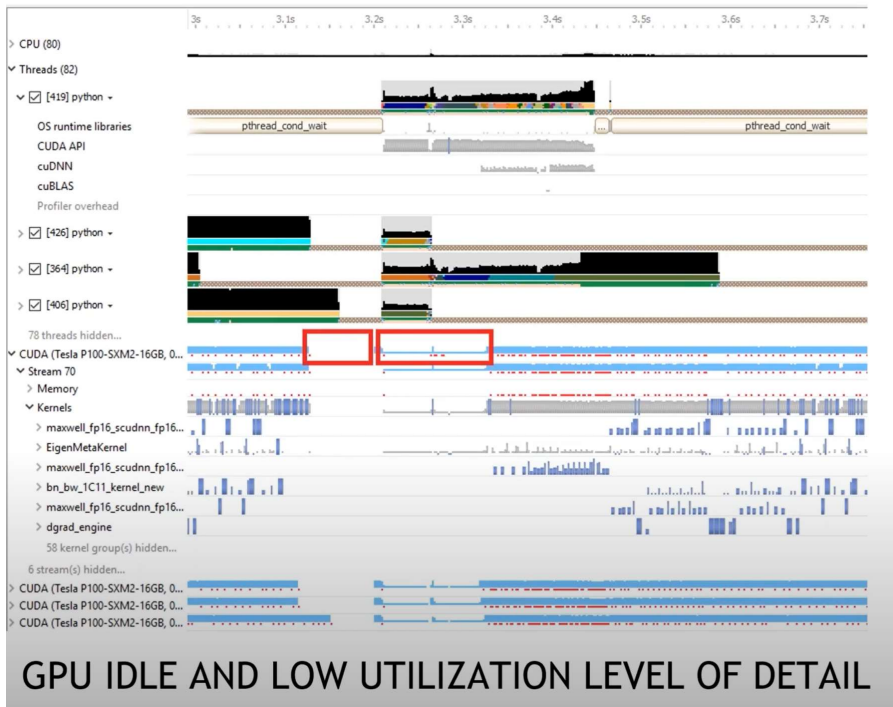 3s 3.1s 3.2s 3.3s 3.4s 3.5s 3.6s 3.7s
CPU (80)
Threads (82)
[419] python
OS runtime libraries pthread_cond_wait ... pthread_cond_wait
CUDA API
cuDNN
cuBLAS
Profiler overhead
[426] python
[364] python
[406] python
78 threads hidden...
CUDA (Tesla P100-SXM2-16GB, 0...
Stream 70
Memory
Kernels
maxwell_fp16_scudnn_fp16...
EigenMetaKernel
maxwell_fp16_scudnn_fp16...
bn_bw_1C11_kernel_new
maxwell_fp16_scudnn_fp16...
dgrad_engine
58 kernel group(s) hidden...
6 stream(s) hidden...
CUDA (Tesla P100-SXM2-16GB, 0...
CUDA (Tesla P100-SXM2-16GB, 0...
CUDA (Tesla P100-SXM2-16GB, 0...
GPU IDLE AND LOW UTILIZATION LEVEL OF DETAIL